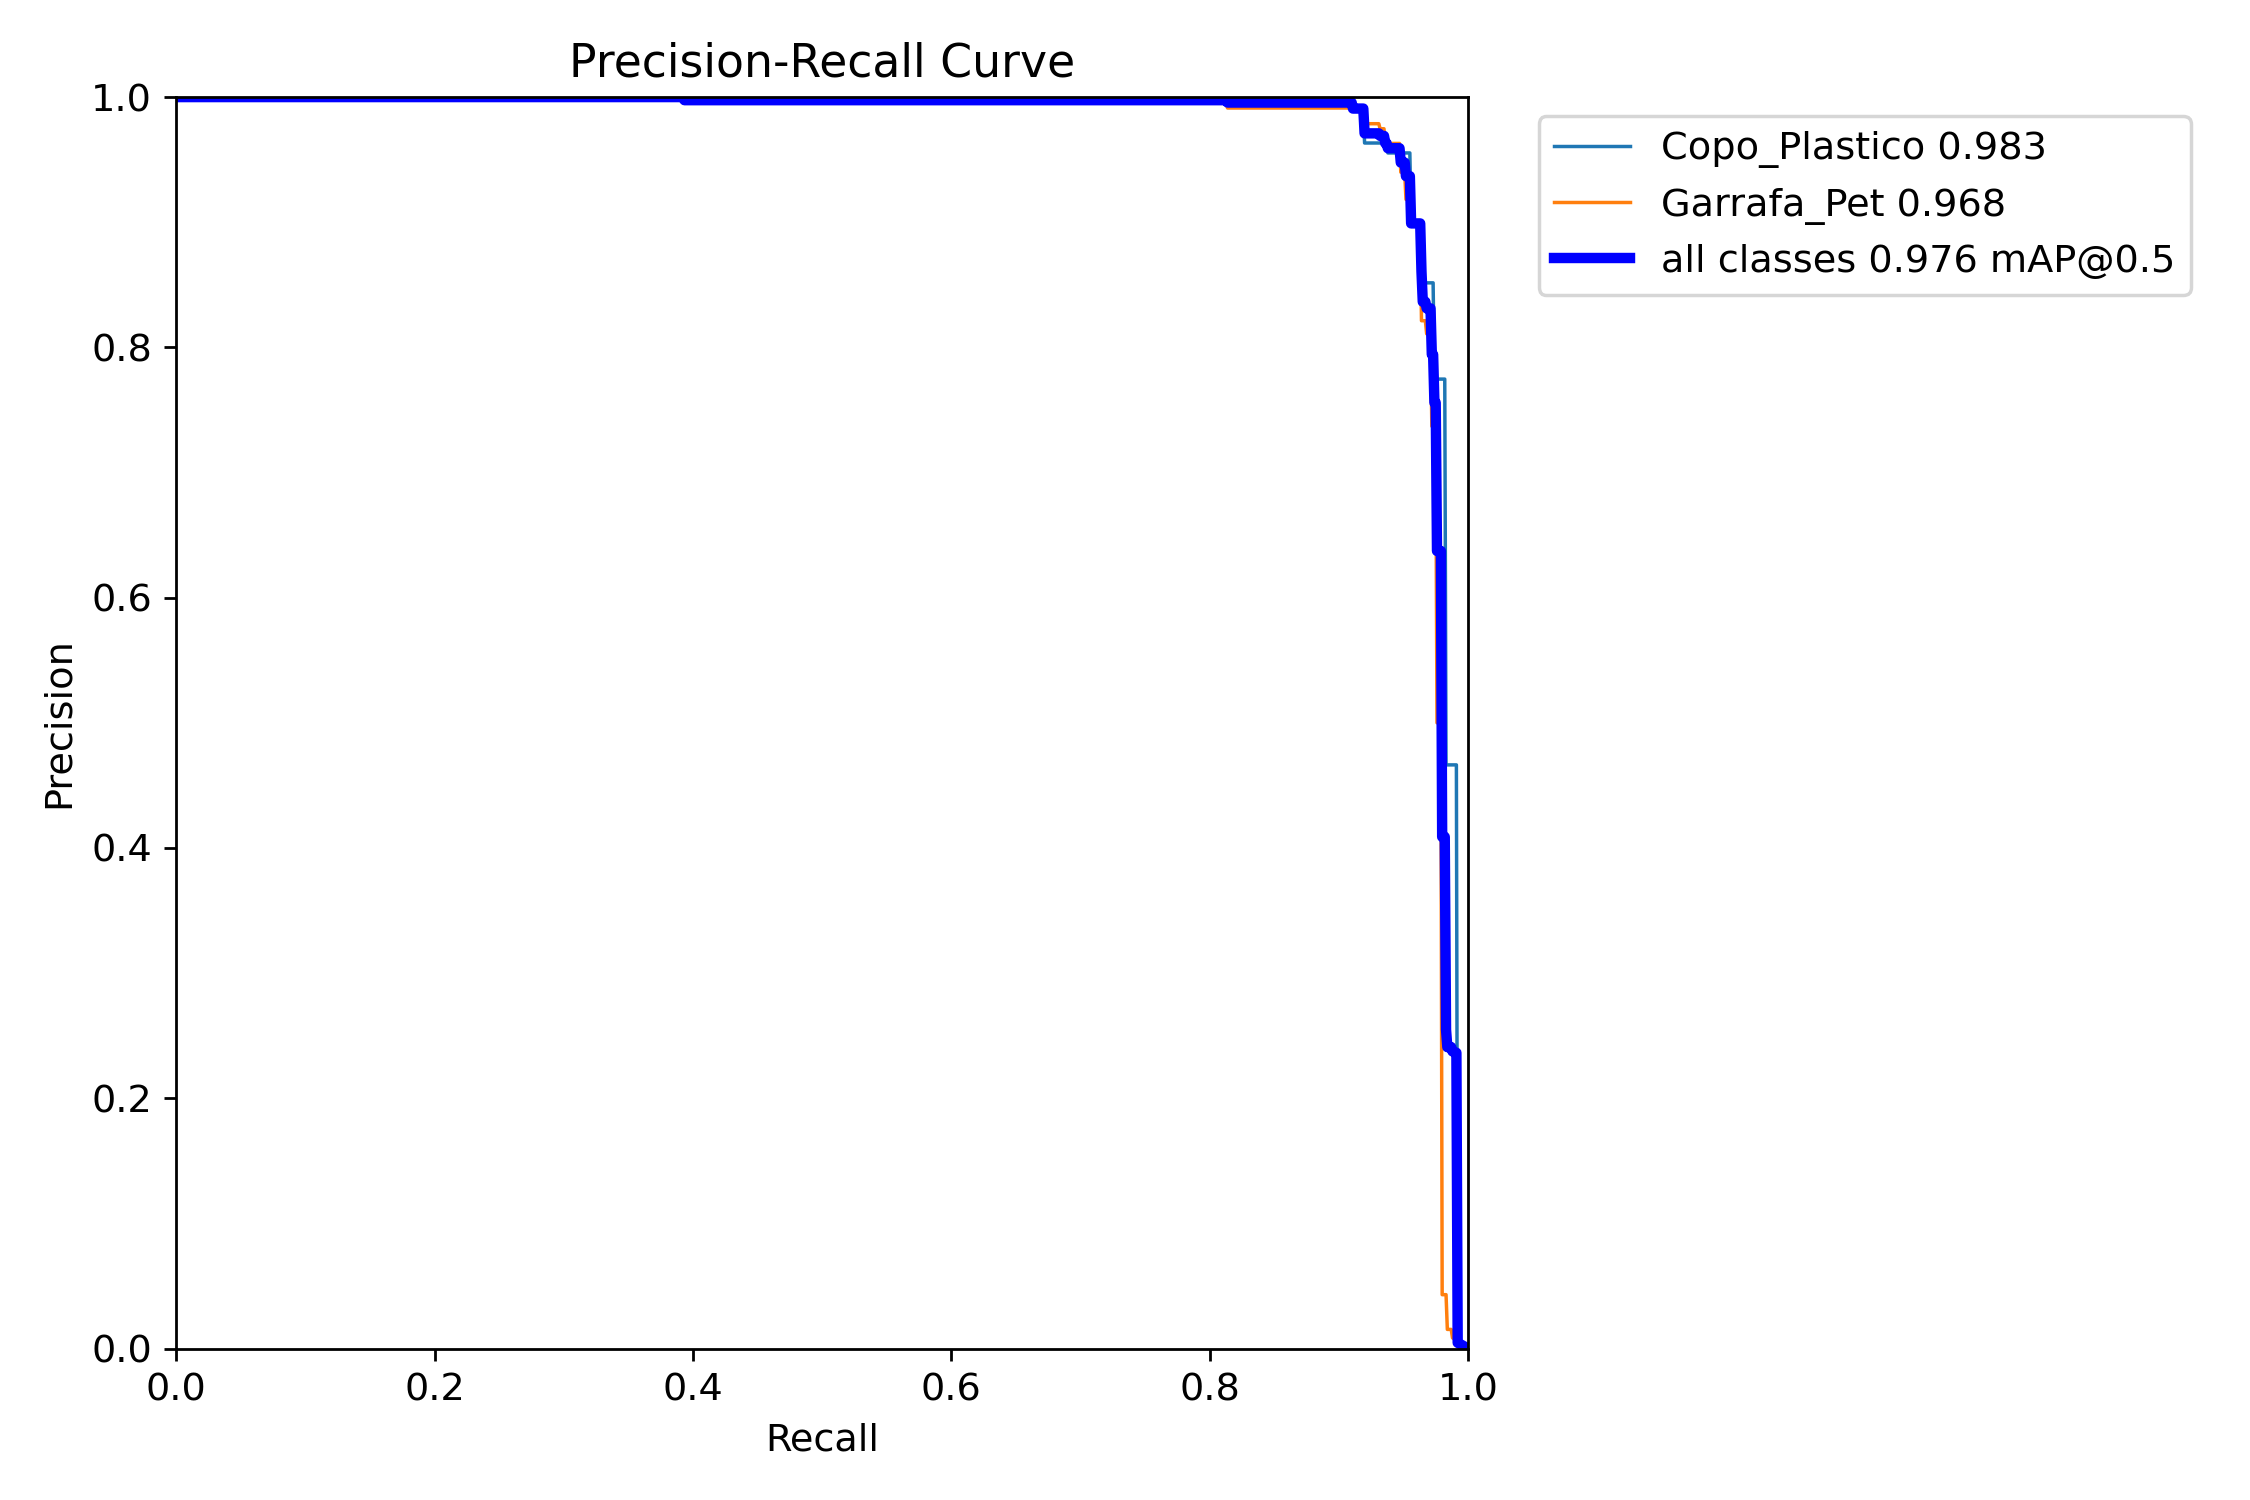 Precision-Recall Curve
1.0
0.8
0.6
0.4
0.2
0.0
Precision
0.0 0.2 0.4 0.6 0.8 1.0
Recall
Copo_Plastico 0.983
Garrafa_Pet 0.968
all classes 0.976 mAP@0.5